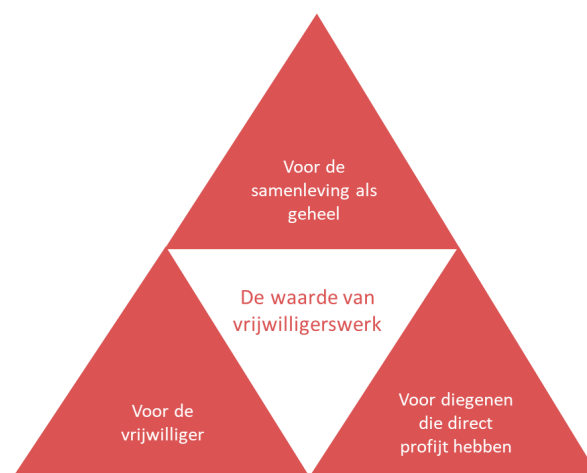 Voor de
samenleving als
geheel
De waarde van
vrijwilligerswerk
Voor de
vrijwilliger
Voor diegenen
die direct
profijt hebben